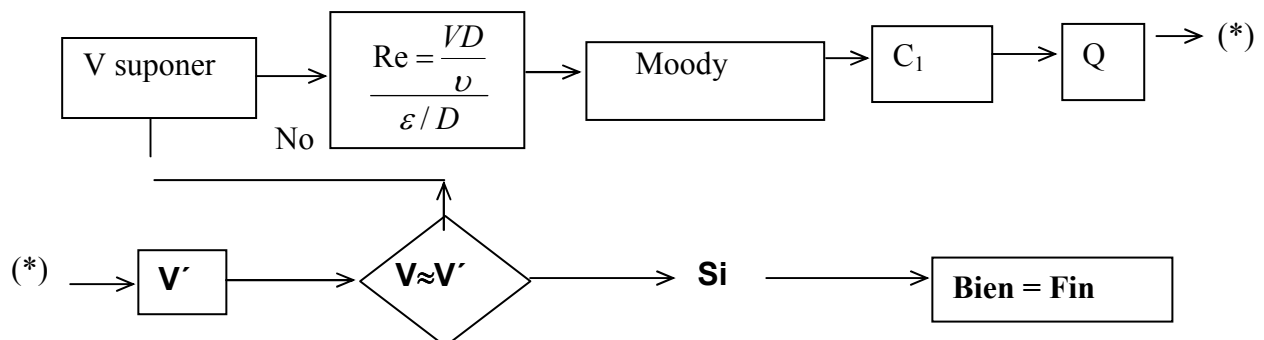 V suponer
Re = VD / υ
ε / D
Moody
C₁
Q
(*)
No
(*)
V´
V≈V´
Si
Bien = Fin